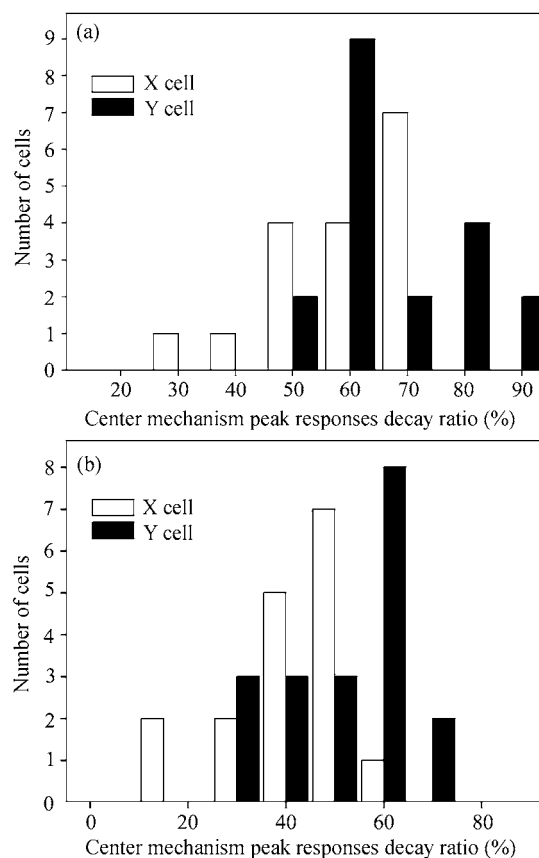 (a)
X cell
Y cell
Number of cells
9
8
7
6
5
4
3
2
1
0
20 30 40 50 60 70 80 90
Center mechanism peak responses decay ratio (%)
(b)
X cell
Y cell
Number of cells
8
7
6
5
4
3
2
1
0
0 20 40 60 80
Center mechanism peak responses decay ratio (%)